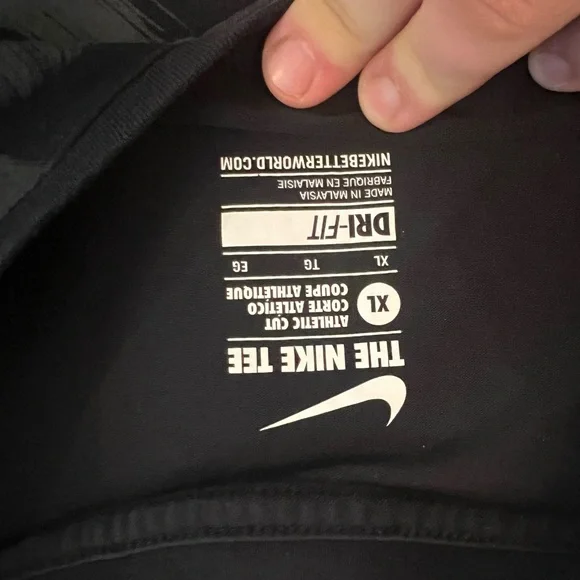 THE NIKE TEE
XL
ATHLETIC CUT
CORTE ATLÉTICO
COUPE ATHLÉTIQUE
XL TG EG
DRI-FIT
MADE IN MALAYSIA
FABRIQUE EN MALAISIE
NIKEBETTERWORLD.COM